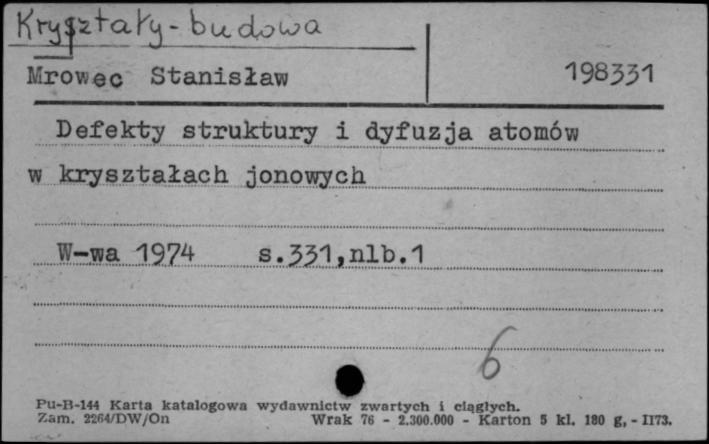 Kryształy - budowa
Mrowec Stanisław 198331
Defekty struktury i dyfuzja atomów
w kryształach jonowych
W-wa 1974 s.331,nlb.1
6
Pu-B-144 Karta katalogowa wydawnictw zwartych i ciągłych.
Zam. 2264/DW/On Wrak 76 - 2.300.000 - Karton 5 kl. 180 g, - II73.